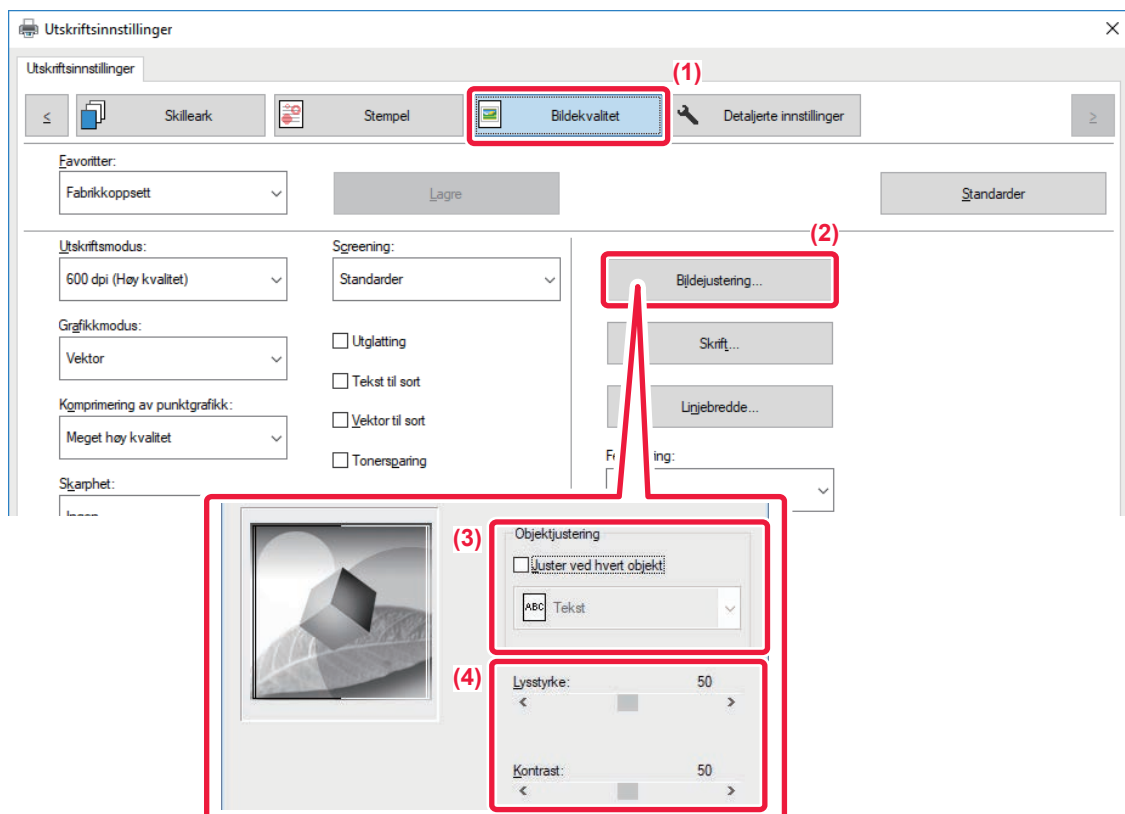 Utskriftsinnstillinger
Utskriftsinnstillinger
(1)
< Skilleark Stempel Bildekvalitet Detaljerte innstillinger >
Favoritter:
Fabrikkoppsett Lagre Standarder
(2)
Utskriftsmodus: Screening:
600 dpi (Høy kvalitet) Standarder Bildejustering...
Grafikkmodus:
Vektor Utglatting Skrift...
Tekst til sort
Komprimering av punktgrafikk:
Meget høy kvalitet Vektor til sort Linjebredde...
Tonersparing
Skarphet:
(3)
Objektjustering
Juster ved hvert objekt
ABC Tekst
(4)
Lysstyrke: 50
< >
Kontrast: 50
< >